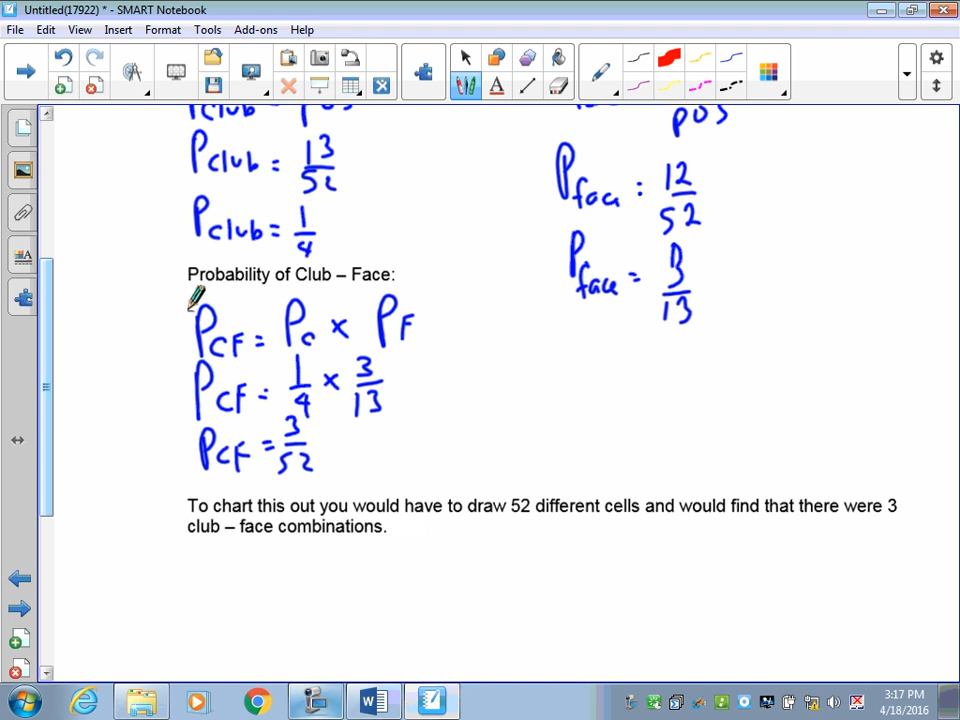 Untitled(17922) * - SMART Notebook
File Edit View Insert Format Tools Add-ons Help
Pclub = pos
pos
Pclub = 13/52
Pface = 12/52
Pclub = 1/4
Pface = 3/13
Probability of Club – Face:
PCF = Pc x PF
PCF = 1/4 x 3/13
PCF = 3/52
To chart this out you would have to draw 52 different cells and would find that there were 3
club – face combinations.
3:17 PM
4/18/2016